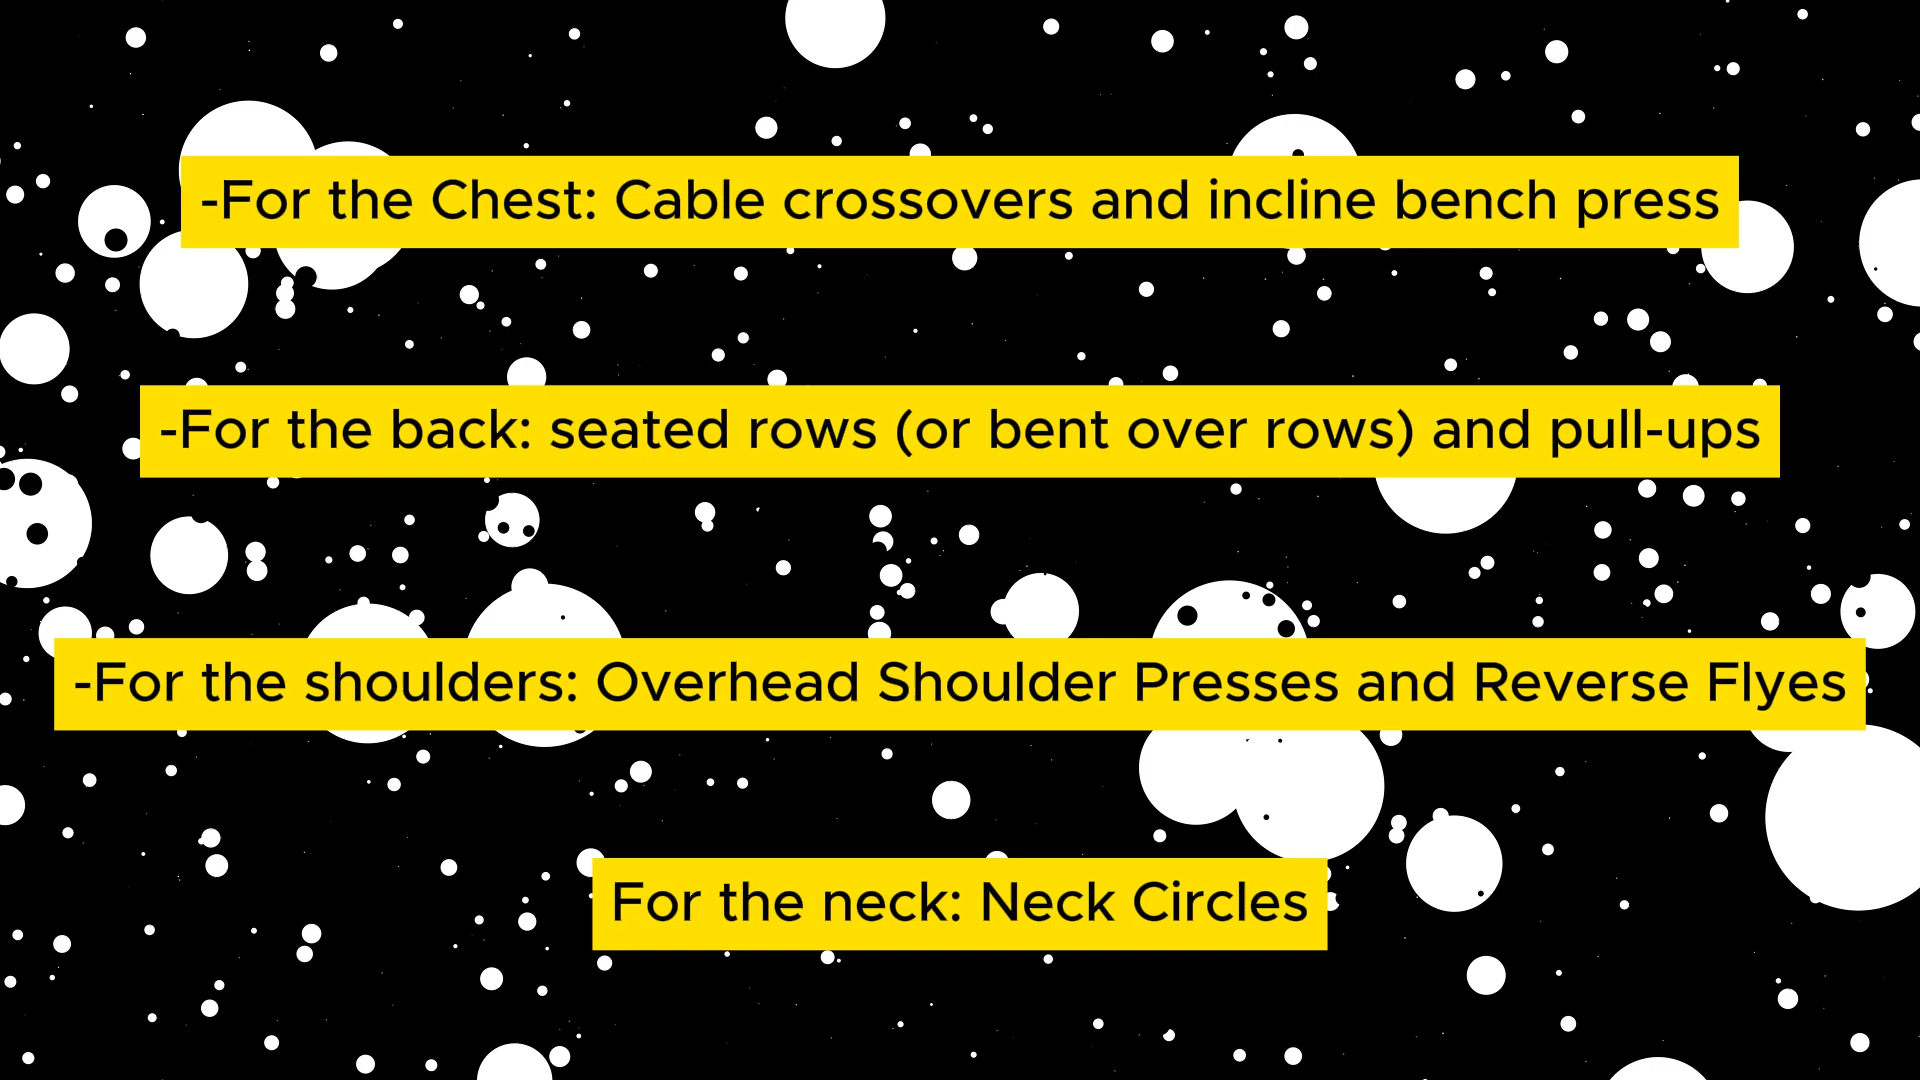 -For the Chest: Cable crossovers and incline bench press
-For the back: seated rows (or bent over rows) and pull-ups
-For the shoulders: Overhead Shoulder Presses and Reverse Flyes
For the neck: Neck Circles